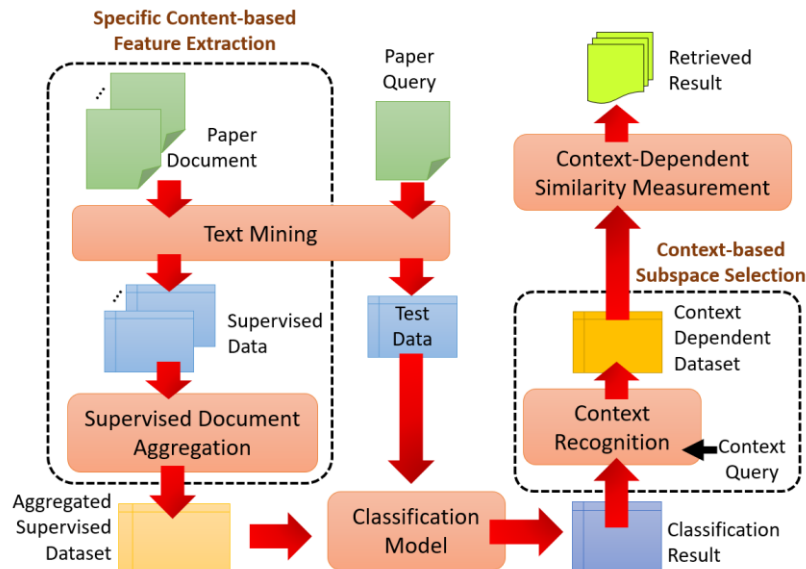 Specific Content-based
Feature Extraction
Paper
Document
Paper
Query
Text Mining
Supervised
Data
Test
Data
Supervised Document
Aggregation
Aggregated
Supervised
Dataset
Classification
Model
Classification
Result
Context-based
Subspace Selection
Context
Recognition
Context
Query
Context
Dependent
Dataset
Context-Dependent
Similarity Measurement
Retrieved
Result